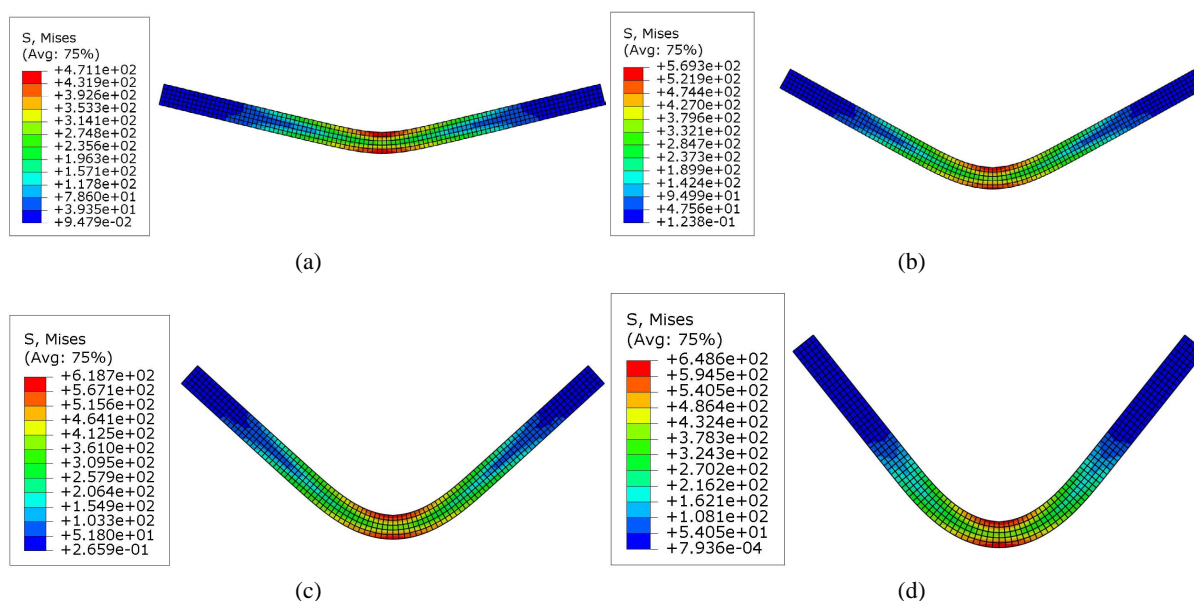 S, Mises
(Avg: 75%)
+4.711e+02
+4.319e+02
+3.926e+02
+3.533e+02
+3.141e+02
+2.748e+02
+2.356e+02
+1.963e+02
+1.571e+02
+1.178e+02
+7.860e+01
+3.935e+01
+9.479e-02
(a)
S, Mises
(Avg: 75%)
+5.693e+02
+5.219e+02
+4.744e+02
+4.270e+02
+3.796e+02
+3.321e+02
+2.847e+02
+2.373e+02
+1.899e+02
+1.424e+02
+9.499e+01
+4.756e+01
+1.238e-01
(b)
S, Mises
(Avg: 75%)
+6.187e+02
+5.671e+02
+5.156e+02
+4.641e+02
+4.125e+02
+3.610e+02
+3.095e+02
+2.579e+02
+2.064e+02
+1.549e+02
+1.033e+02
+5.180e+01
+2.659e-01
(c)
S, Mises
(Avg: 75%)
+6.486e+02
+5.945e+02
+5.405e+02
+4.864e+02
+4.324e+02
+3.783e+02
+3.243e+02
+2.702e+02
+2.162e+02
+1.621e+02
+1.081e+02
+5.405e+01
+7.936e-04
(d)